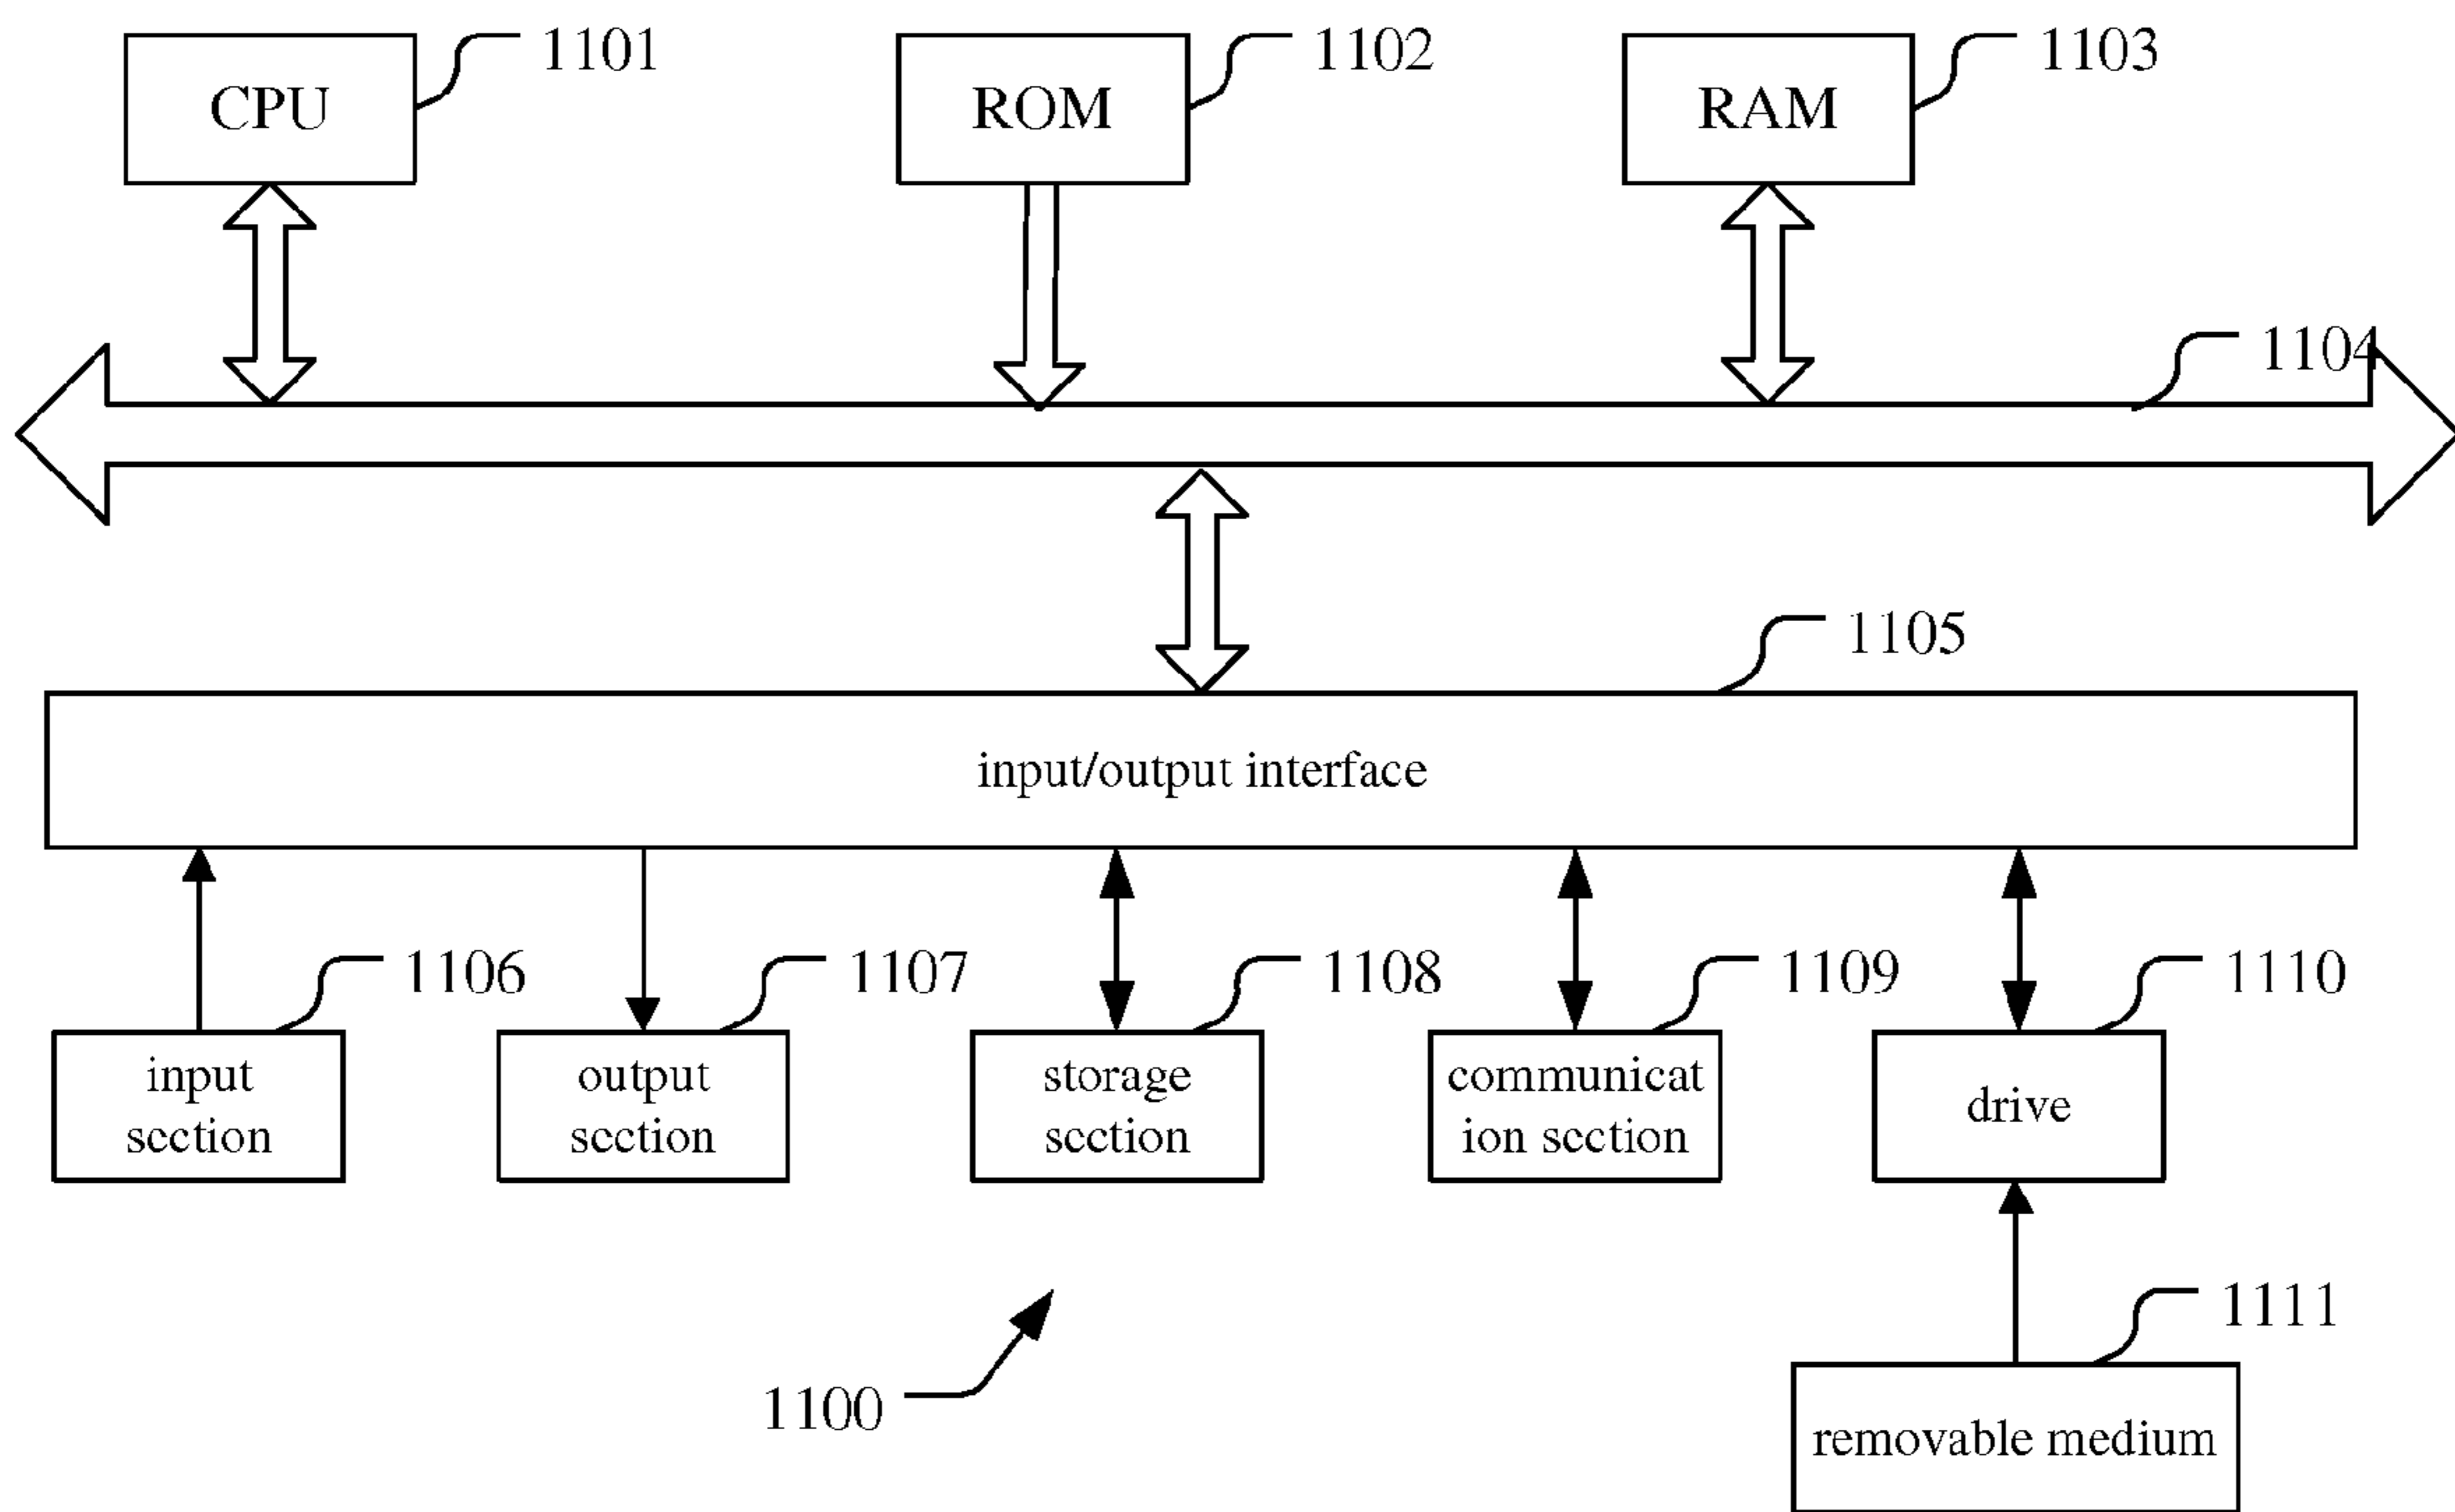 1101
1102
1103
CPU
ROM
RAM
1104
1105
input/output interface
1106
1107
1108
1109
1110
input
section
output
section
storage
section
communicat
ion section
drive
1111
1100
removable medium